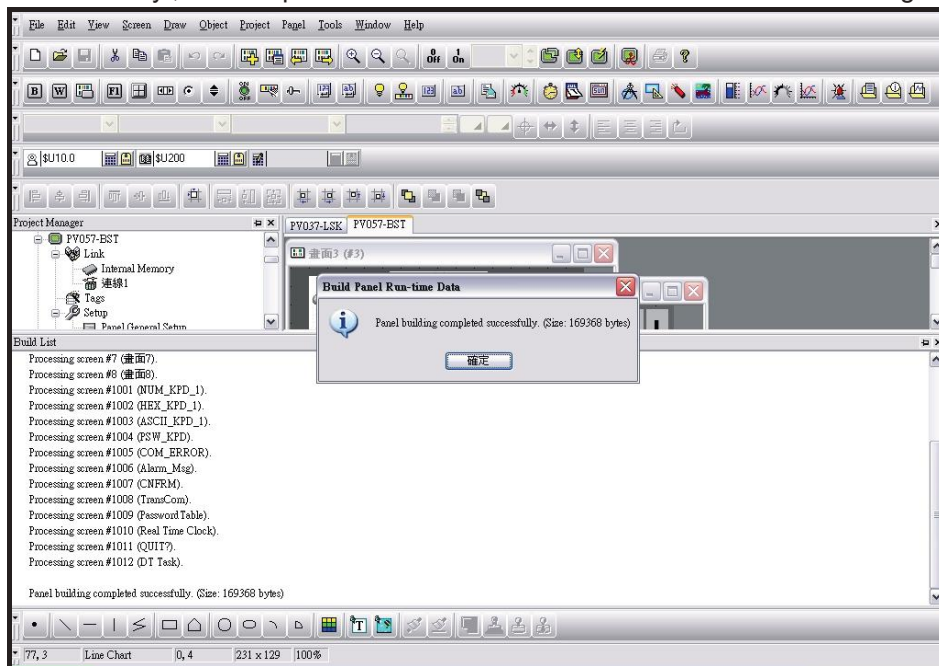 File Edit View Screen Draw Object Project Panel Tools Window Help
0 Off 1 On
$U10.0 $U200
Project Manager
PV037-LSK PV057-BST
PV057-BST
Link
Internal Memory
連線1
Tags
Setup
Panel General Setup
畫面3 (#3)
Build Panel Run-time Data
Panel building completed successfully. (Size: 169368 bytes)
確定
Build List
Processing screen #7 (畫面7).
Processing screen #8 (畫面8).
Processing screen #1001 (NUM_KPD_1).
Processing screen #1002 (HEX_KPD_1).
Processing screen #1003 (ASCII_KPD_1).
Processing screen #1004 (PSW_KPD).
Processing screen #1005 (COM_ERROR).
Processing screen #1006 (Alarm_Msg).
Processing screen #1007 (CNFRM).
Processing screen #1008 (TransCom).
Processing screen #1009 (PasswordTable).
Processing screen #1010 (Real Time Clock).
Processing screen #1011 (QUIT?).
Processing screen #1012 (DT Task).
Panel building completed successfully. (Size: 169368 bytes)
77, 3 Line Chart 0, 4 231 x 129 100%